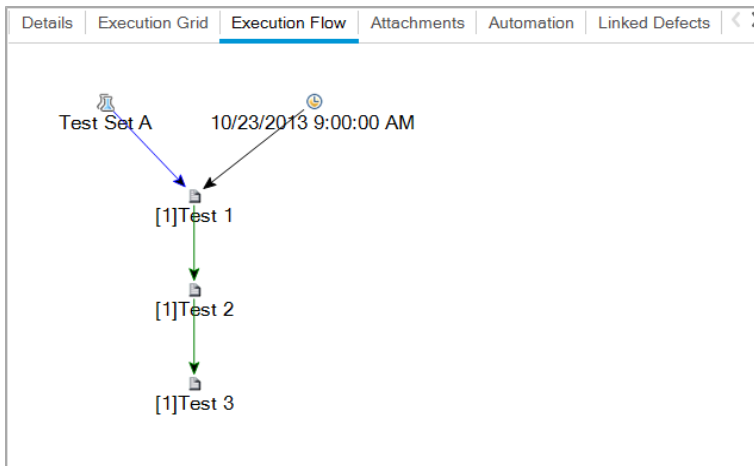 Details Execution Grid Execution Flow Attachments Automation Linked Defects
Test Set A 10/23/2013 9:00:00 AM
[1]Test 1
[1]Test 2
[1]Test 3